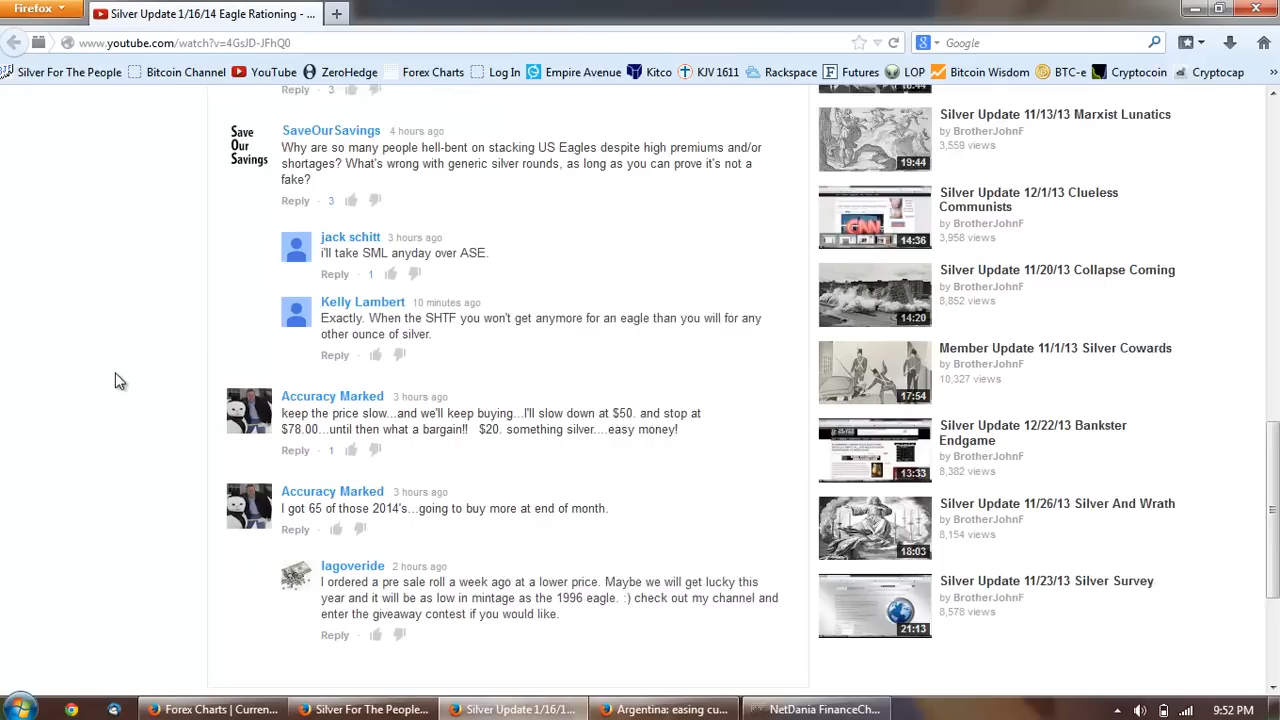 Firefox
Silver Update 1/16/14 Eagle Rationing - ...
www.youtube.com/watch?v=4GsJD-JFhQ0
Google
Silver For The People
Bitcoin Channel
YouTube
ZeroHedge
Forex Charts
Log In
Empire Avenue
Kitco
KJV 1611
Rackspace
Futures
LOP
Bitcoin Wisdom
BTC-e
Cryptocoin
Cryptocap
»
Reply · 3
Save
Our
Savings
SaveOurSavings 4 hours ago
Why are so many people hell-bent on stacking US Eagles despite high premiums and/or
shortages? What's wrong with generic silver rounds, as long as you can prove it's not a
fake?
Reply · 3
jack schitt 3 hours ago
i'll take SML anyday over ASE.
Reply · 1
Kelly Lambert 10 minutes ago
Exactly. When the SHTF you won't get anymore for an eagle than you will for any
other ounce of silver.
Reply ·
Accuracy Marked 3 hours ago
keep the price slow...and we'll keep buying...I'll slow down at $50. and stop at
$78.00...until then what a bargain!! $20. something silver....easy money!
Reply · 1
Accuracy Marked 3 hours ago
I got 65 of those 2014's...going to buy more at end of month.
Reply ·
lagoveride 2 hours ago
I ordered a pre sale roll a week ago at a lower price. Maybe we will get lucky this
year and it will be as low in mintage as the 1996 eagle. :) check out my channel and
enter the giveaway contest if you would like.
Reply ·
16:44
Silver Update 11/13/13 Marxist Lunatics
by BrotherJohnF
3,559 views
19:44
Silver Update 12/1/13 Clueless
Communists
by BrotherJohnF
3,958 views
CNN
14:36
Silver Update 11/20/13 Collapse Coming
by BrotherJohnF
8,852 views
14:20
Member Update 11/1/13 Silver Cowards
by BrotherJohnF
10,327 views
17:54
Silver Update 12/22/13 Bankster
Endgame
by BrotherJohnF
8,382 views
13:33
Silver Update 11/26/13 Silver And Wrath
by BrotherJohnF
8,154 views
18:03
Silver Update 11/23/13 Silver Survey
by BrotherJohnF
8,578 views
21:13
Forex Charts | Curren...
Silver For The People...
Silver Update 1/16/1...
Argentina: easing cu...
NetDania FinanceCh...
9:52 PM